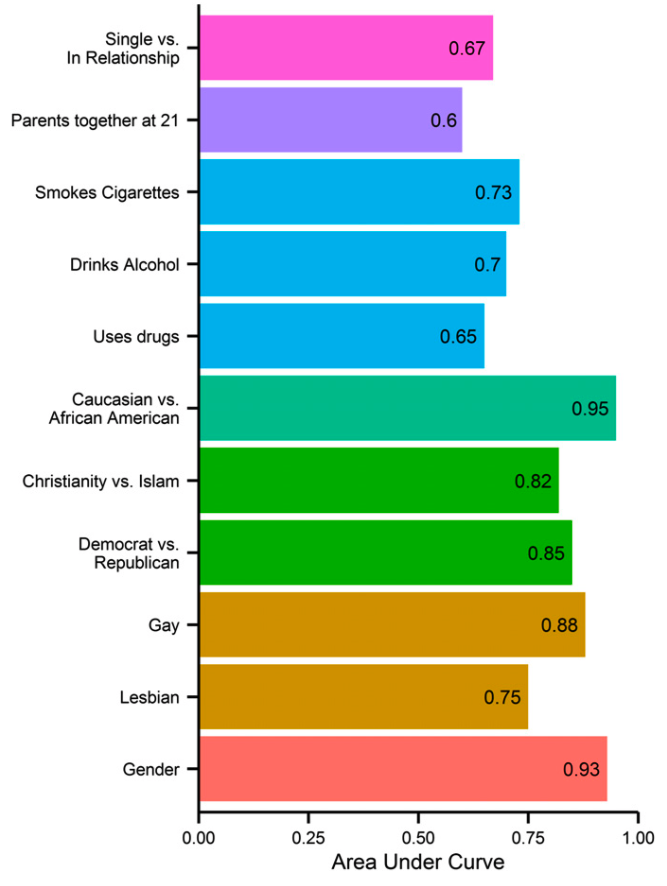 Single vs.
In Relationship
0.67
Parents together at 21
0.6
Smokes Cigarettes
0.73
Drinks Alcohol
0.7
Uses drugs
0.65
Caucasian vs.
African American
0.95
Christianity vs. Islam
0.82
Democrat vs.
Republican
0.85
Gay
0.88
Lesbian
0.75
Gender
0.93
0.00 0.25 0.50 0.75 1.00
Area Under Curve